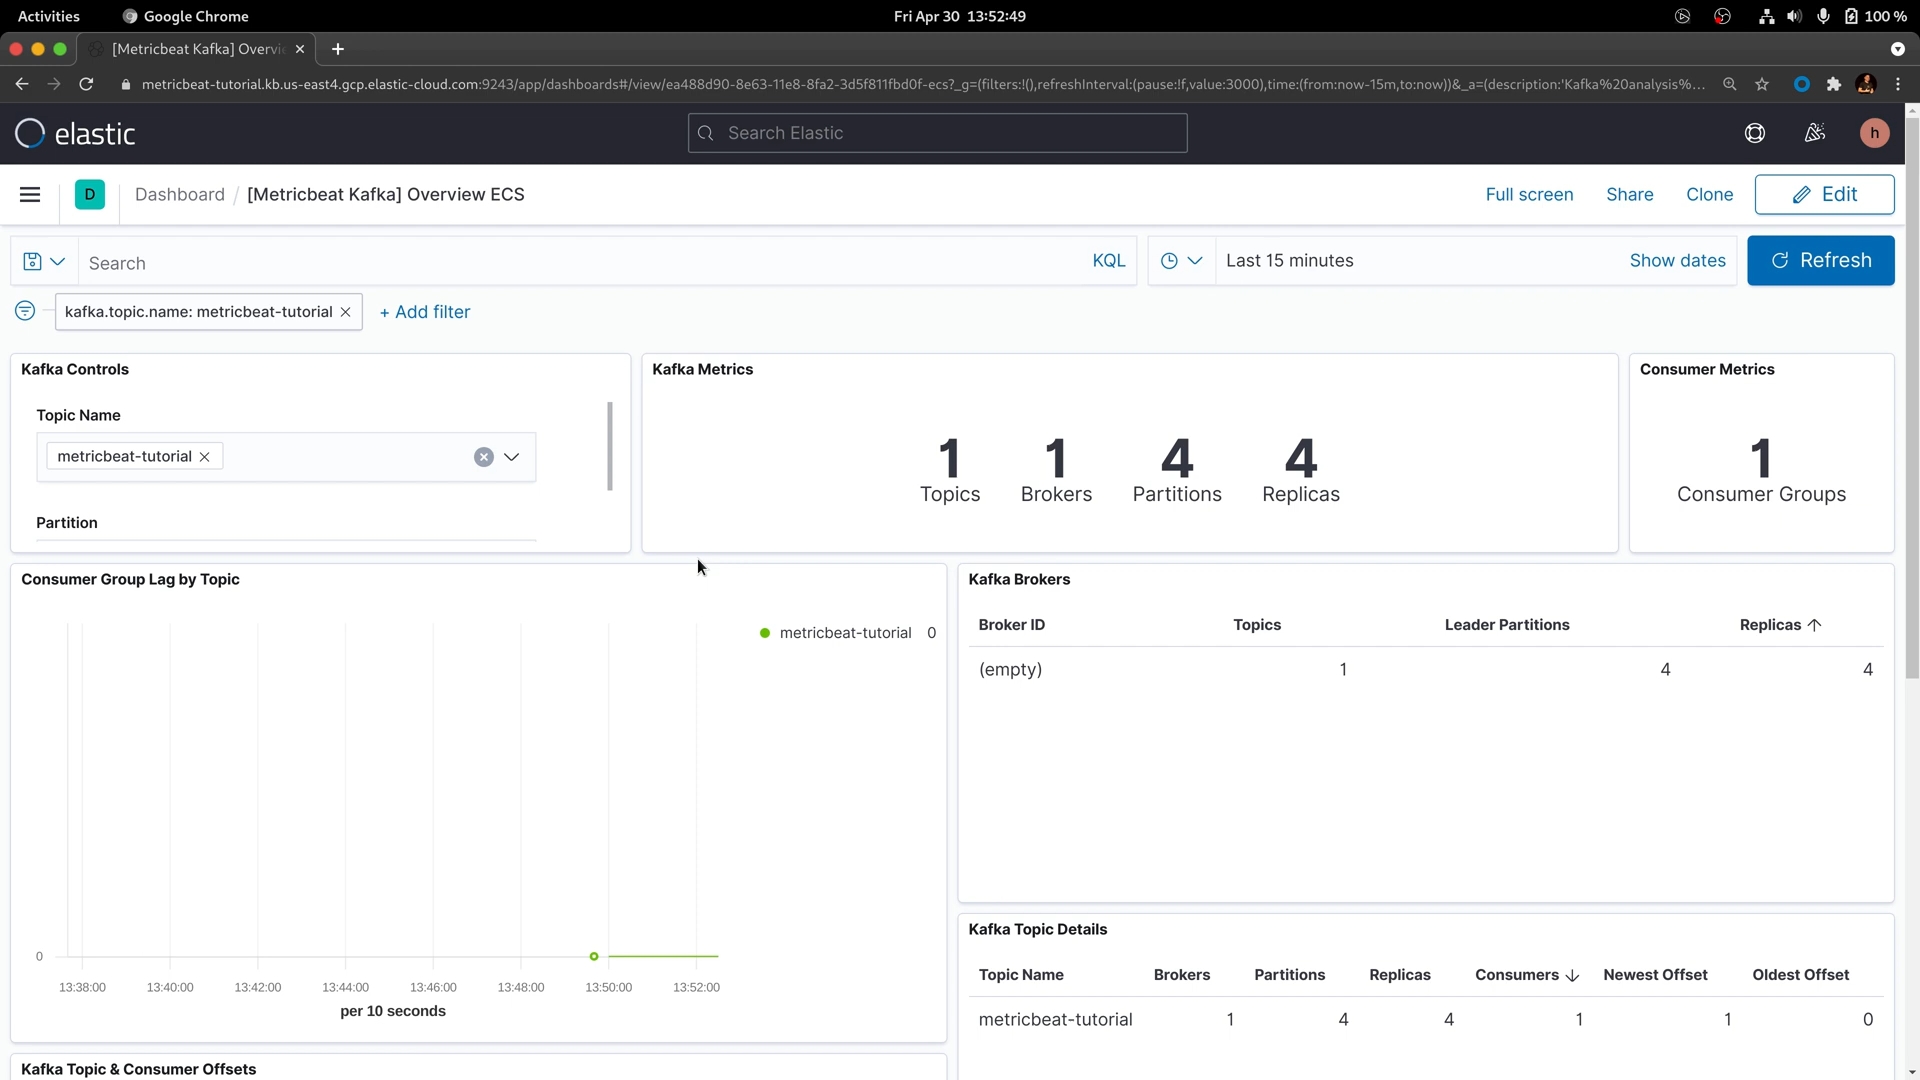 Activities
Google Chrome
Fri Apr 30 13:52:49
100 %
[Metricbeat Kafka] Overvi
metricbeat-tutorial.kb.us-east4.gcp.elastic-cloud.com:9243/app/dashboards#/view/ea488d90-8e63-11e8-8fa2-3d5f811fbd0f-ecs?_g=(filters:!(),refreshInterval:(pause:!f,value:3000),time:(from:now-15m,to:now))&_a=(description:'Kafka%20analysis%...
elastic
Search Elastic
h
D
Dashboard / [Metricbeat Kafka] Overview ECS
Full screen
Share
Clone
Edit
Search
KQL
Last 15 minutes
Show dates
Refresh
kafka.topic.name: metricbeat-tutorial
+ Add filter
Kafka Controls
Topic Name
metricbeat-tutorial
Partition
Kafka Metrics
1 1 4 4
Topics Brokers Partitions Replicas
Consumer Metrics
1
Consumer Groups
Consumer Group Lag by Topic
metricbeat-tutorial 0
0
13:38:00 13:40:00 13:42:00 13:44:00 13:46:00 13:48:00 13:50:00 13:52:00
per 10 seconds
Kafka Brokers
Broker ID Topics Leader Partitions Replicas
(empty) 1 4 4
Kafka Topic Details
Topic Name Brokers Partitions Replicas Consumers Newest Offset Oldest Offset
metricbeat-tutorial 1 4 4 1 1 0
Kafka Topic & Consumer Offsets